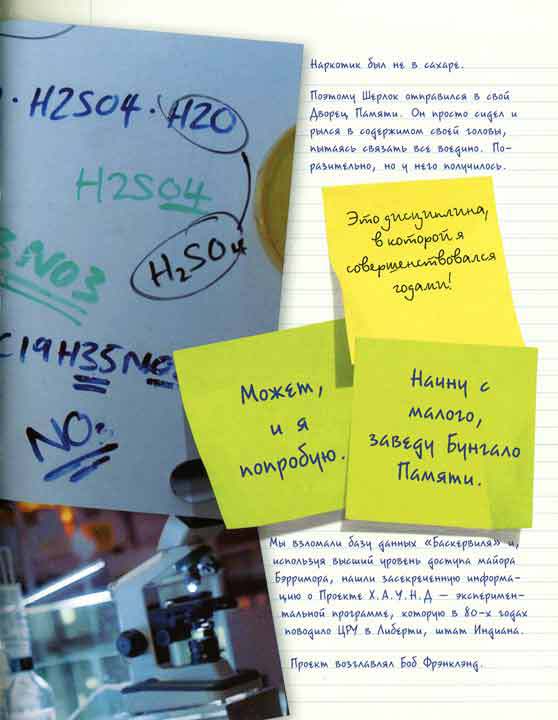 · H2SO4 · H2O
H2SO4
H₂SO4
NO3
C19H35NO
NO
Наркотик был не в сахаре.
Поэтому Шерлок отправился в свой
Дворец Памяти. Он просто сидел и
рылся в содержимом своей головы,
пытаясь связать все воедино. По-
разительно, но у него получилось.
Это дисциплина,
в которой я
совершенствовался
годами!
Может,
и я
попробую.
Начну с
малого,
заведу Бунгало
Памяти.
Мы взломали базу данных «Баскервиля» и,
используя высший уровень доступа майора
Бэрримора, нашли засекреченную информа-
цию о Проекте Х.А.У.Н.Д — эксперимен-
тальной программе, которую в 80-х годах
поводило ЦРУ в Либерти, штат Индиана.
Проект возглавлял Боб Фрэнклэнд.